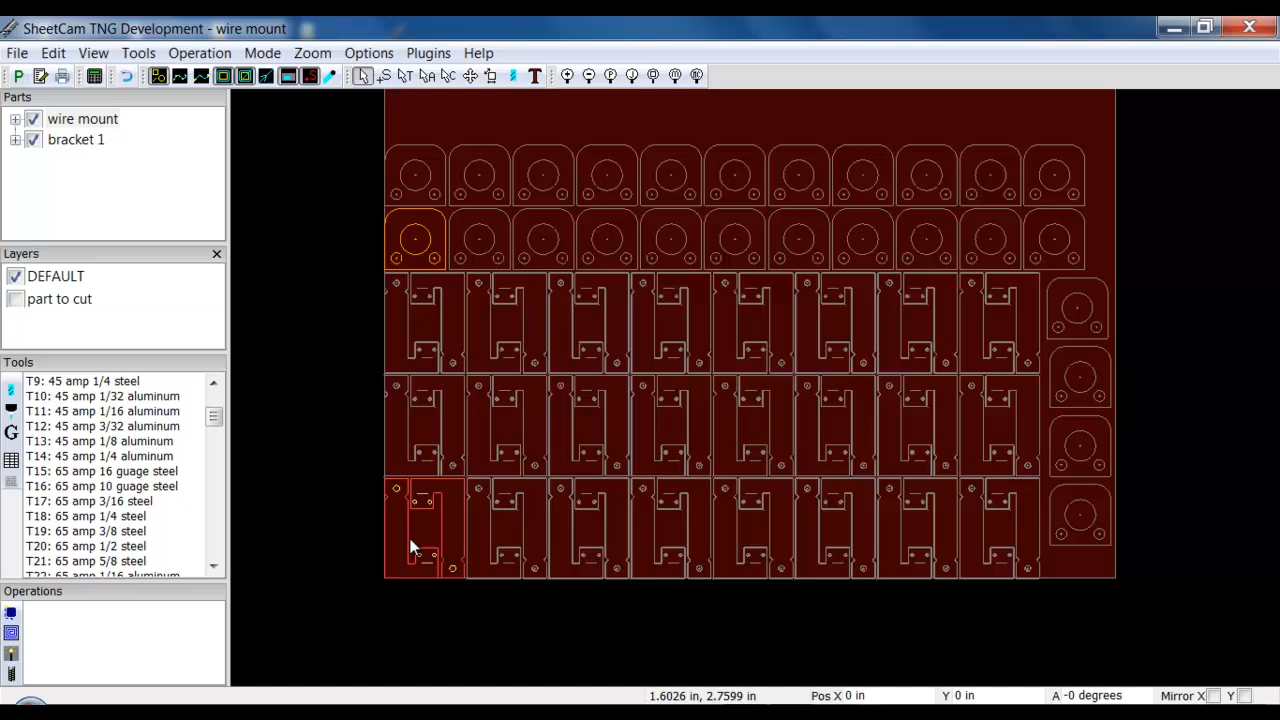 SheetCam TNG Development - wire mount
File Edit View Tools Operation Mode Zoom Options Plugins Help
Parts
wire mount
bracket 1
Layers
DEFAULT
part to cut
Tools
T9: 45 amp 1/4 steel
T10: 45 amp 1/32 aluminum
T11: 45 amp 1/16 aluminum
T12: 45 amp 3/32 aluminum
T13: 45 amp 1/8 aluminum
T14: 45 amp 1/4 aluminum
T15: 65 amp 16 guage steel
T16: 65 amp 10 guage steel
T17: 65 amp 3/16 steel
T18: 65 amp 1/4 steel
T19: 65 amp 3/8 steel
T20: 65 amp 1/2 steel
T21: 65 amp 5/8 steel
T22: 65 amp 1/16 aluminum
Operations
1.6026 in, 2.7599 in Pos X 0 in Y 0 in A -0 degrees Mirror X Y